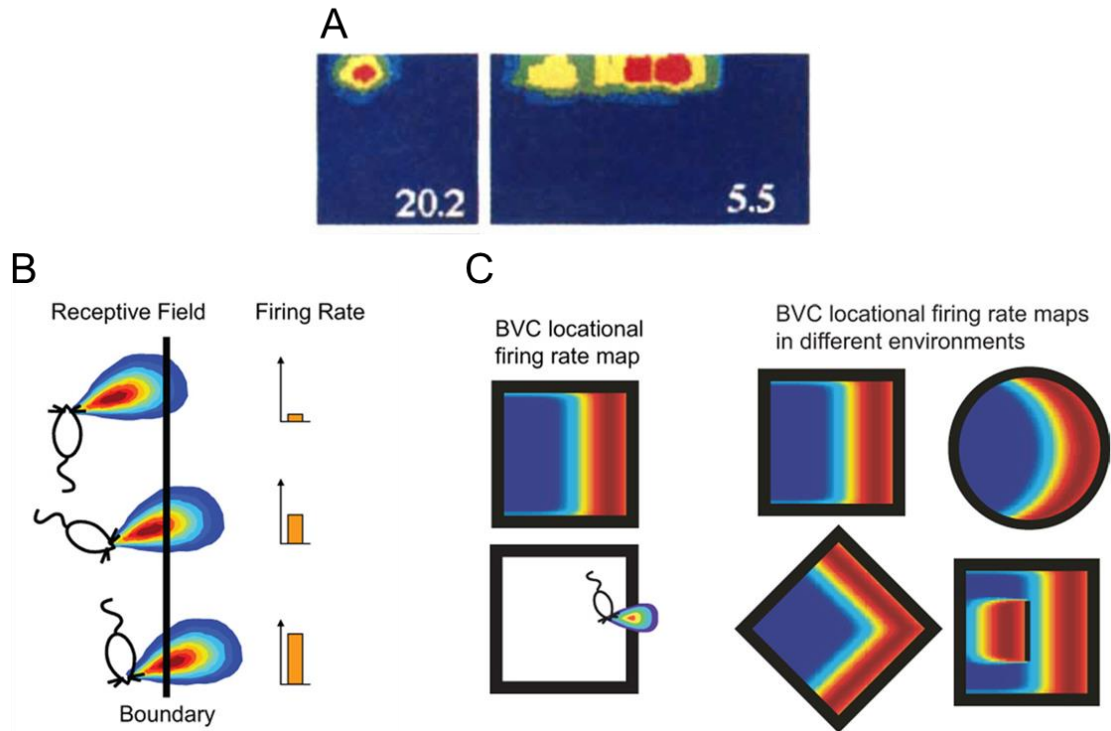 A
20.2
5.5
B
Receptive Field
Firing Rate
Boundary
C
BVC locational
firing rate map
BVC locational firing rate maps
in different environments